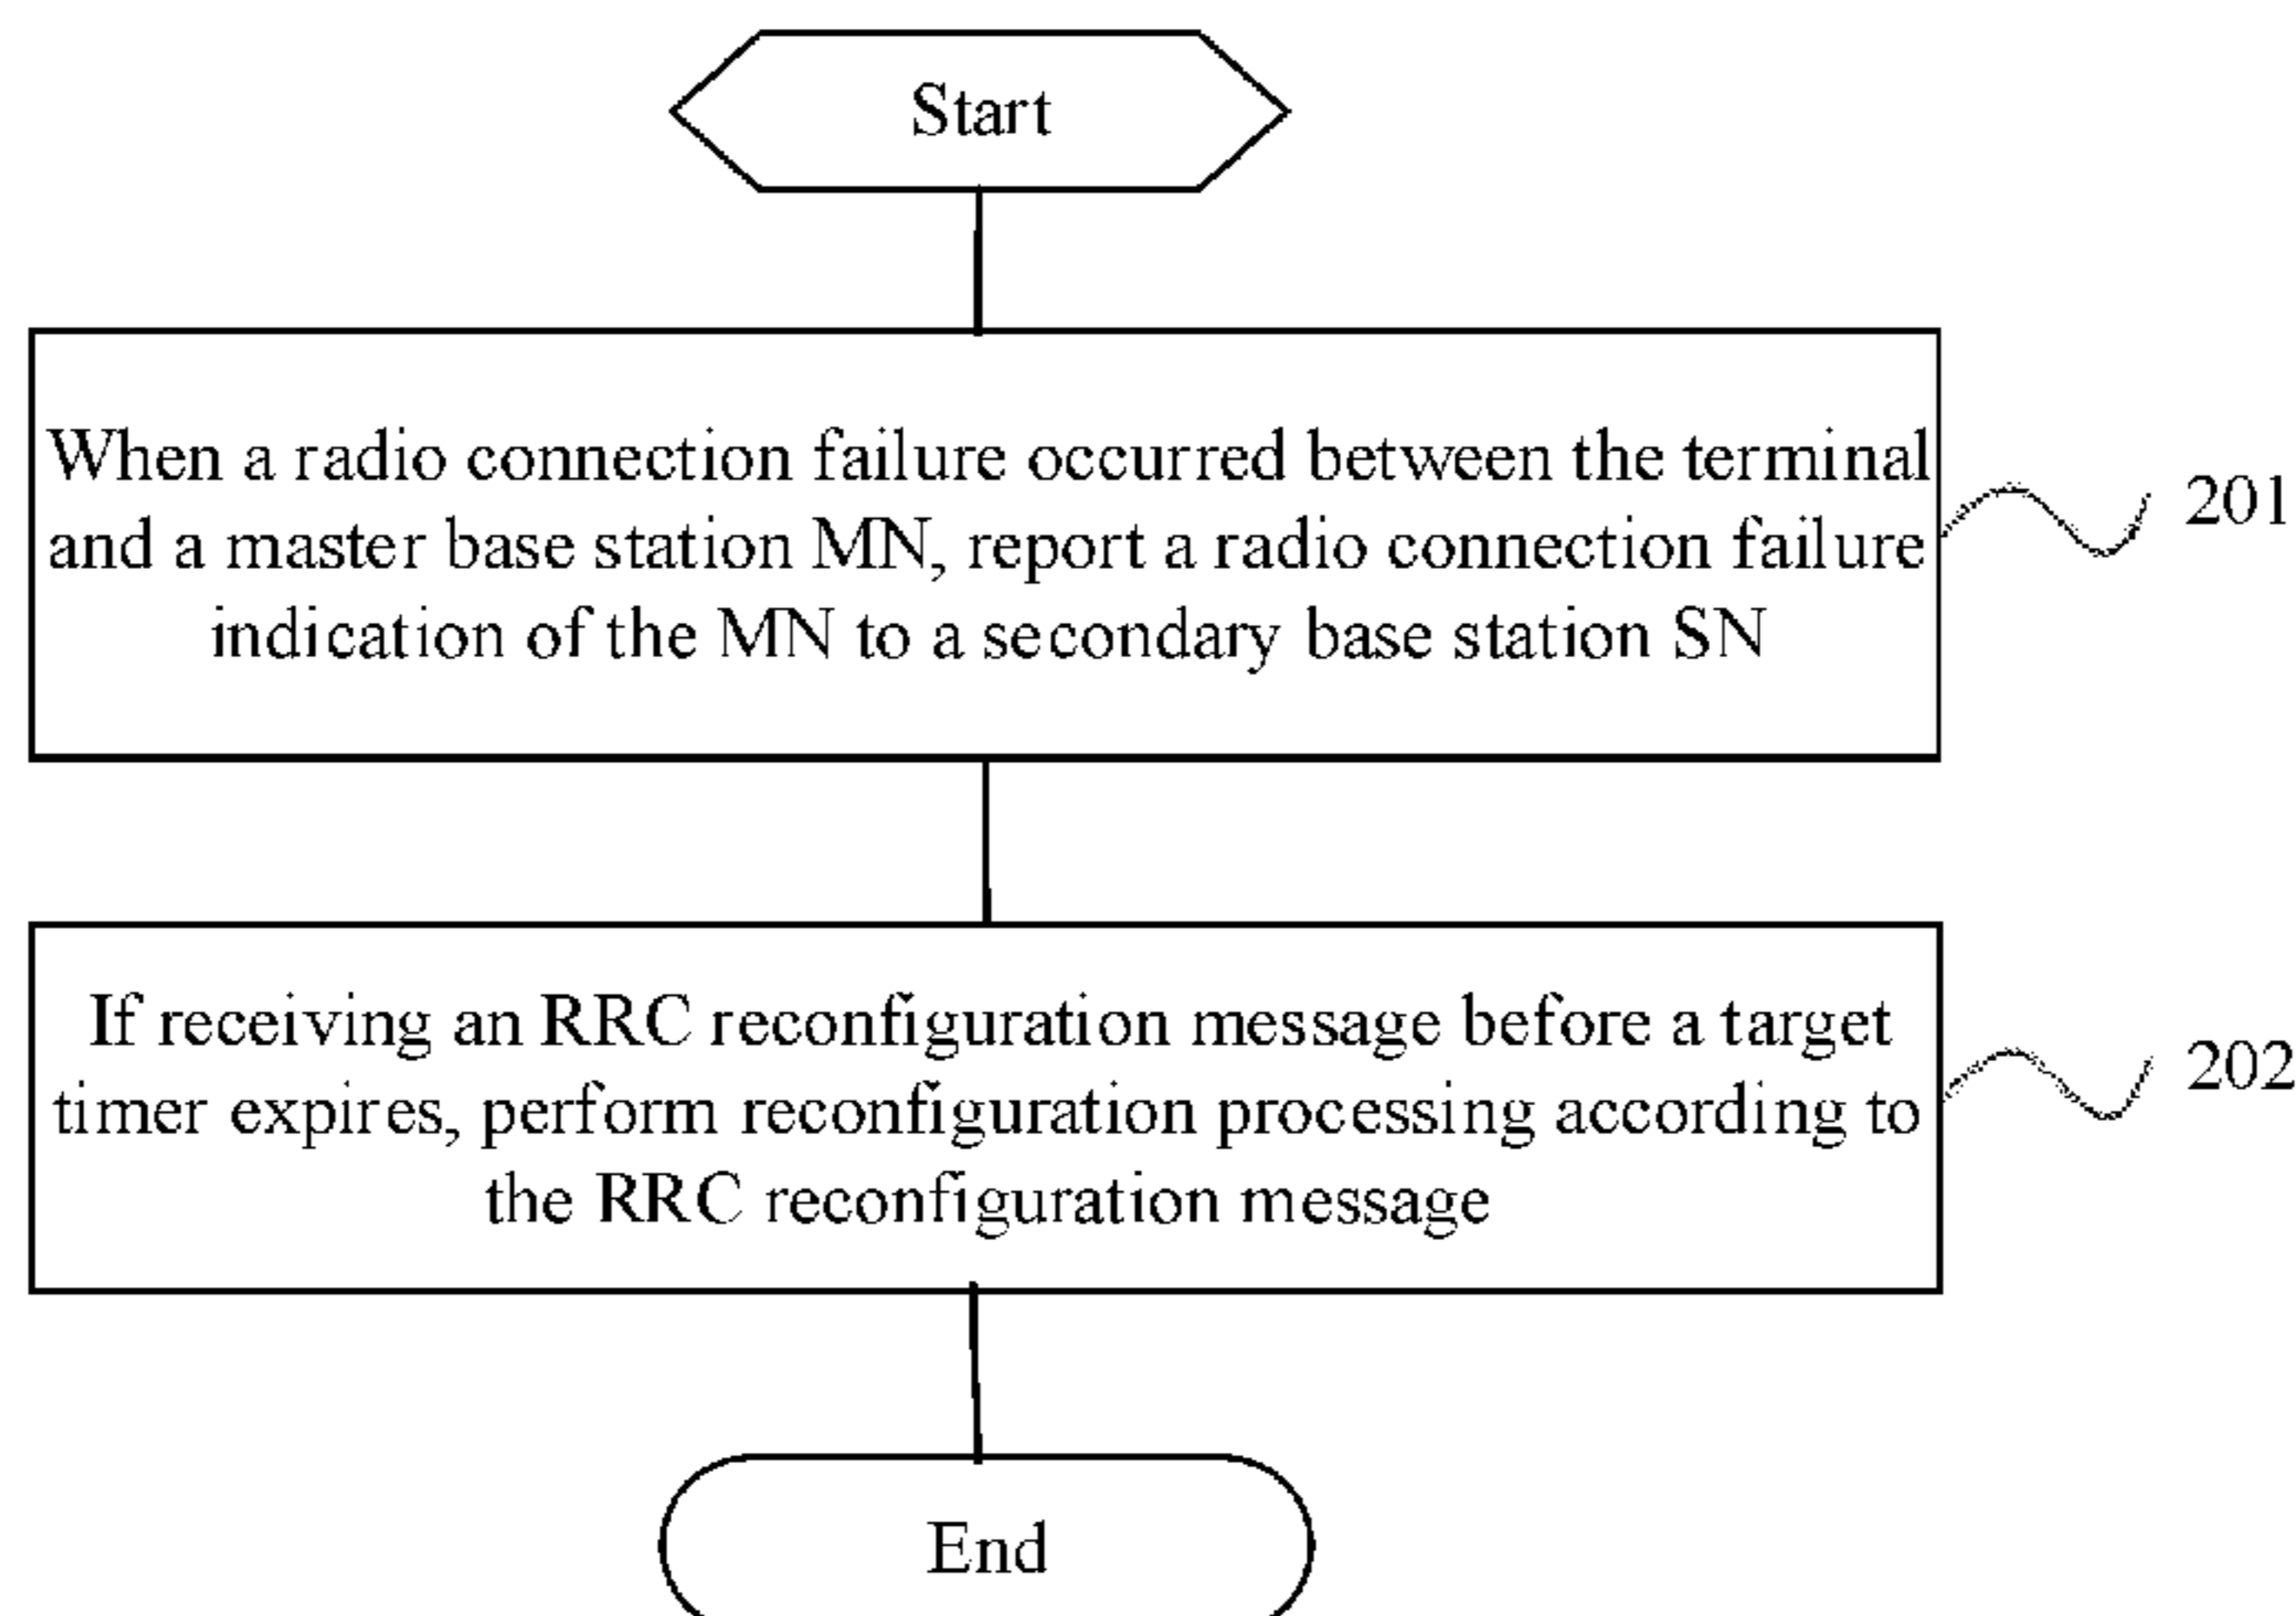 Start
When a radio connection failure occurred between the terminal
and a master base station MN, report a radio connection failure
indication of the MN to a secondary base station SN
201
If receiving an RRC reconfiguration message before a target
timer expires, perform reconfiguration processing according to
the RRC reconfiguration message
202
End